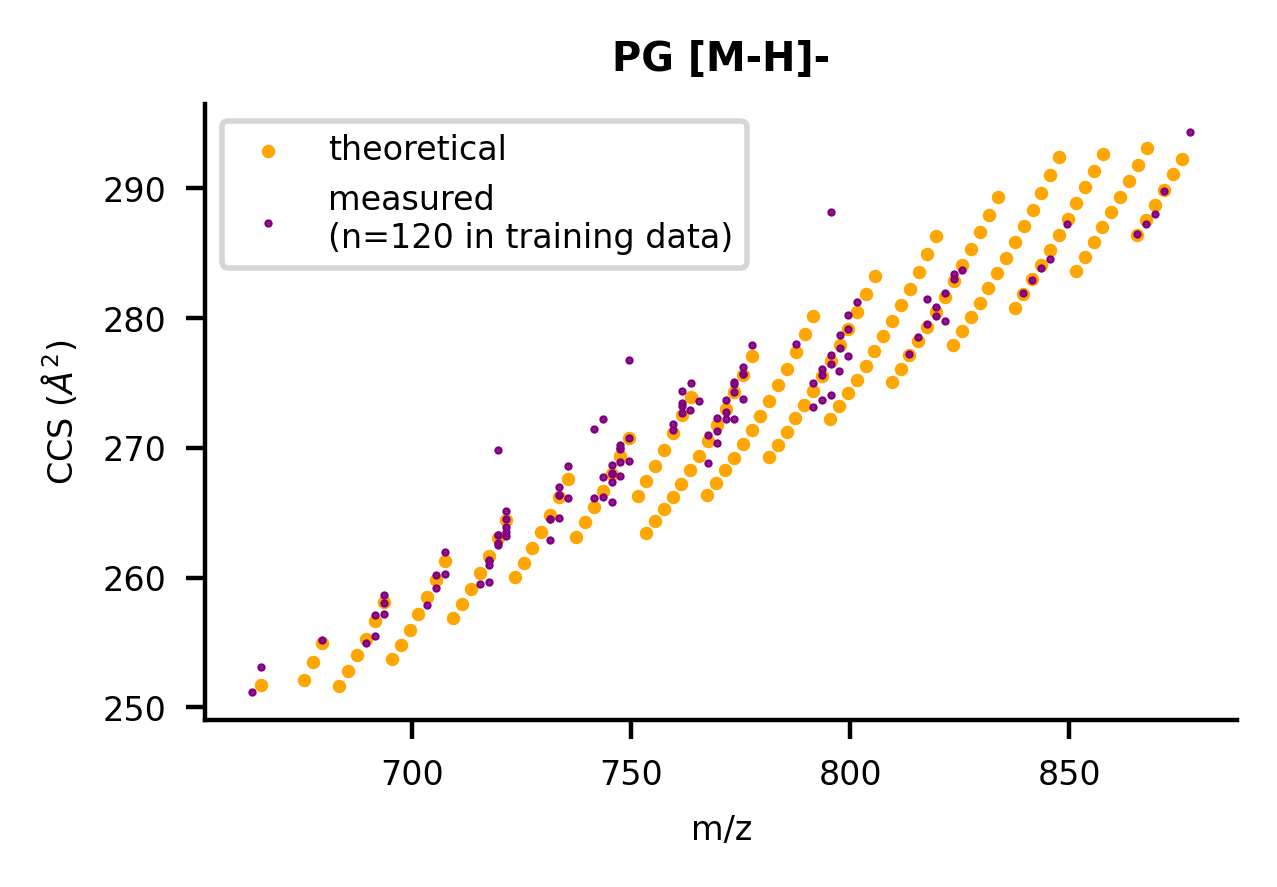 PG [M-H]-
theoretical
measured
(n=120 in training data)
CCS (Å²)
290
280
270
260
250
700 750 800 850
m/z